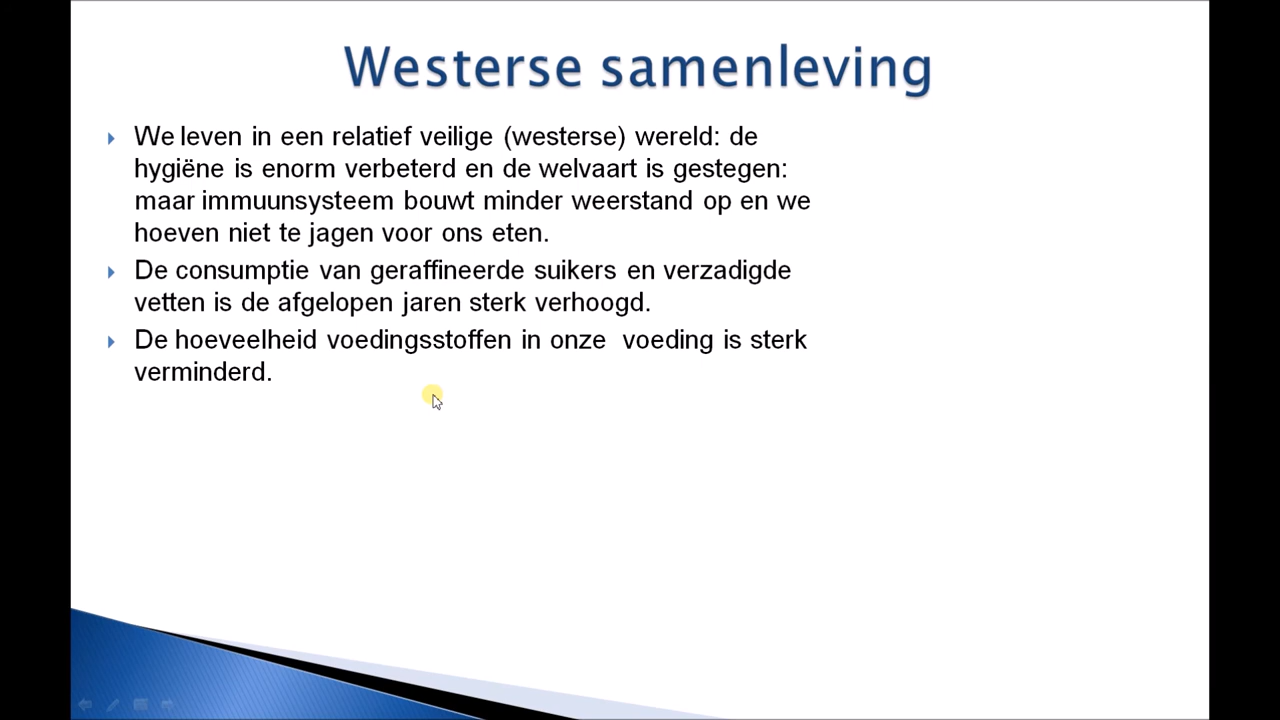 Westerse samenleving
We leven in een relatief veilige (westerse) wereld: de
hygiëne is enorm verbeterd en de welvaart is gestegen:
maar immuunsysteem bouwt minder weerstand op en we
hoeven niet te jagen voor ons eten.
De consumptie van geraffineerde suikers en verzadigde
vetten is de afgelopen jaren sterk verhoogd.
De hoeveelheid voedingsstoffen in onze  voeding is sterk
verminderd.